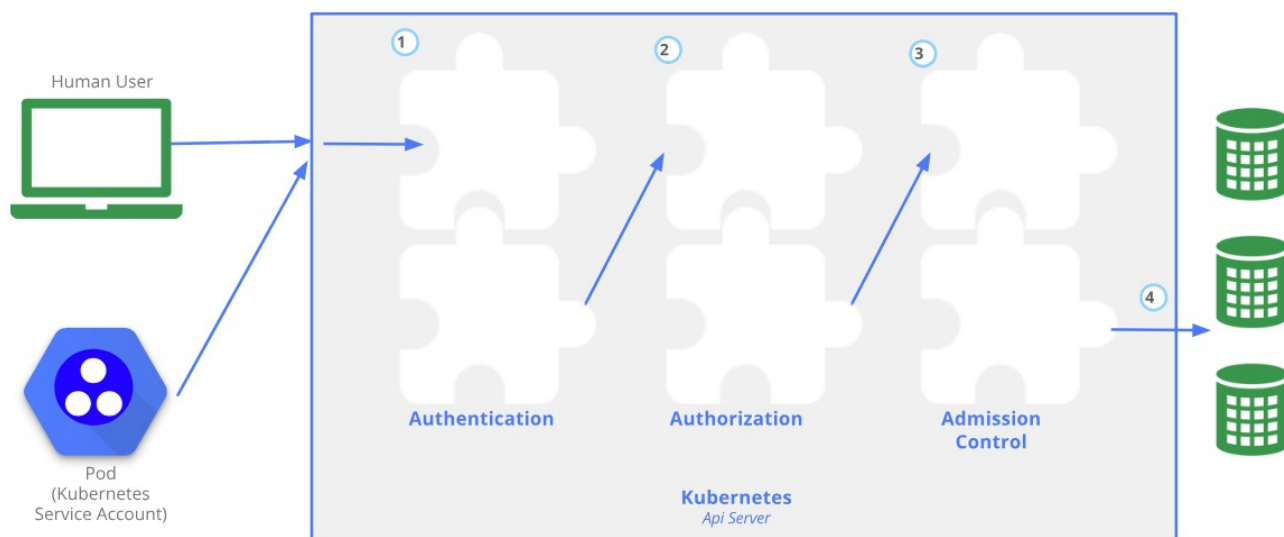 Human User
1
2
3
4
Authentication
Authorization
Admission
Control
Pod
(Kubernetes
Service Account)
Kubernetes
Api Server